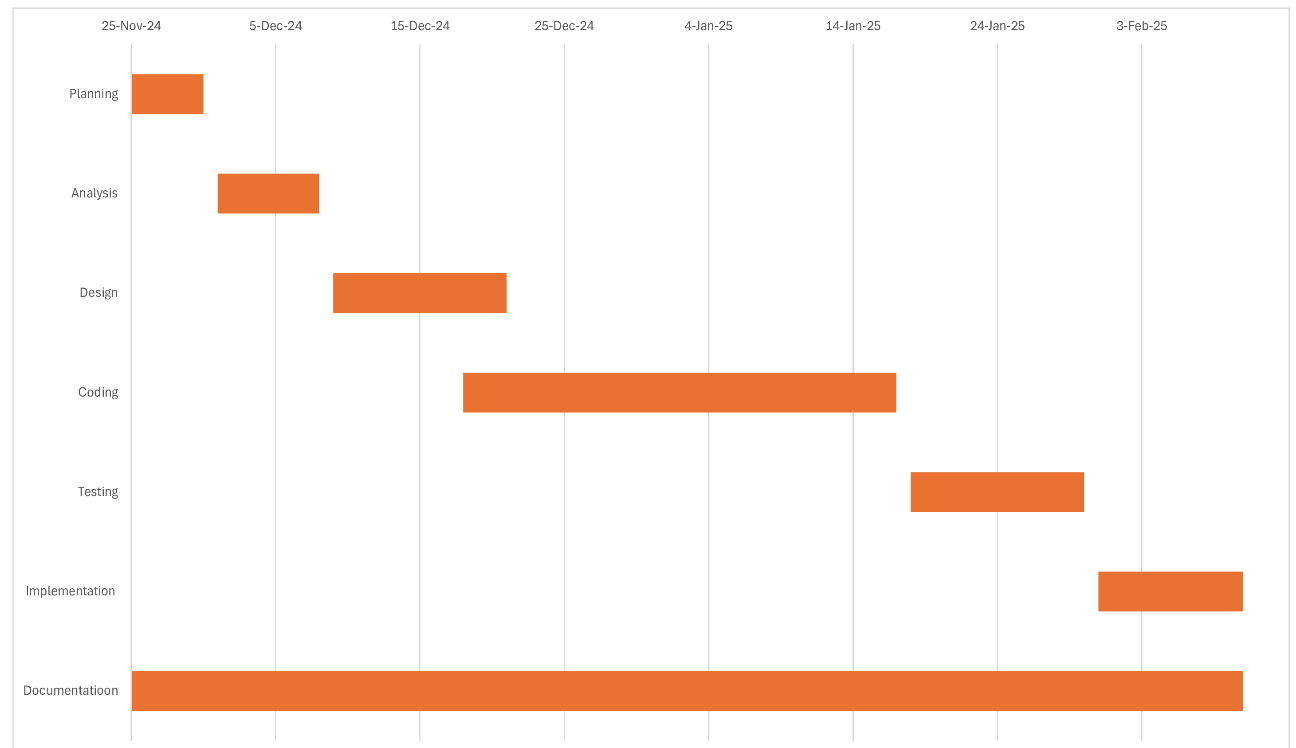 25-Nov-24 5-Dec-24 15-Dec-24 25-Dec-24 4-Jan-25 14-Jan-25 24-Jan-25 3-Feb-25
Planning
Analysis
Design
Coding
Testing
Implementation
Documentatioon